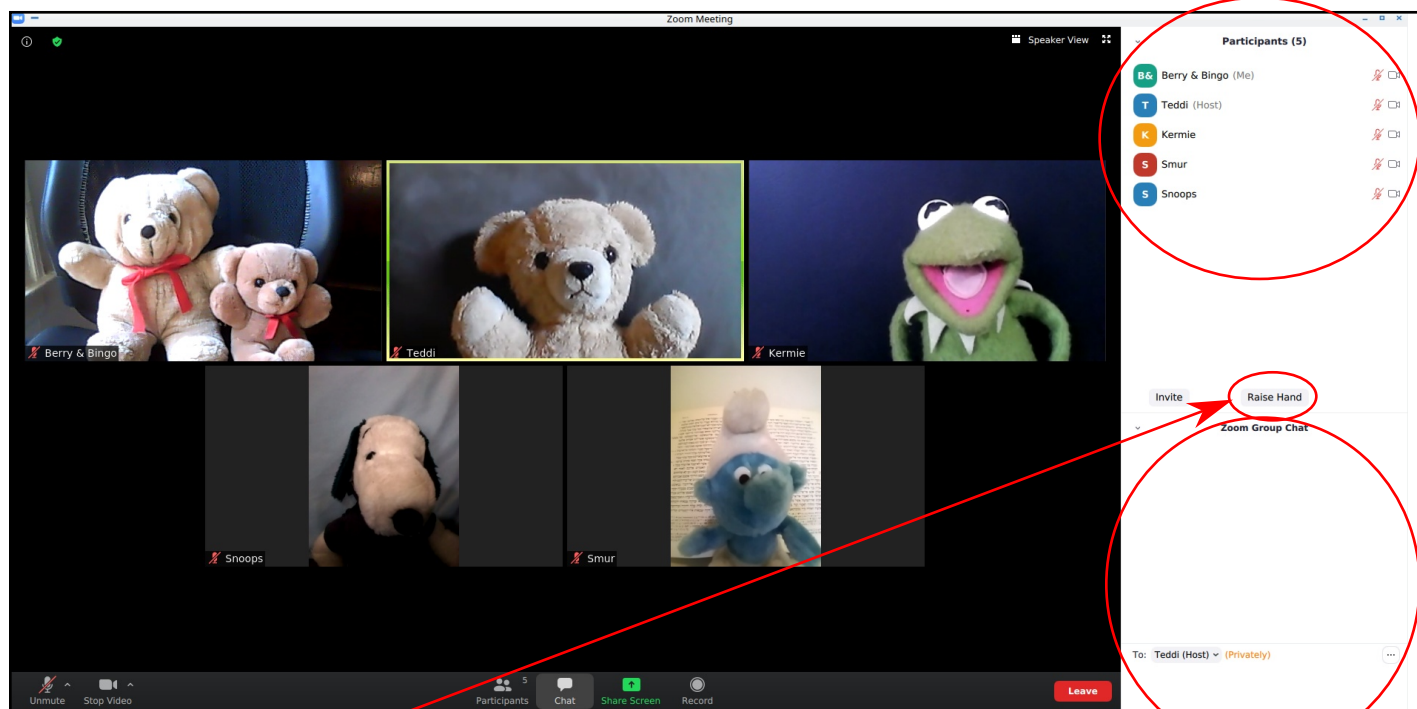 Zoom Meeting
Speaker View
Participants (5)
B& Berry & Bingo (Me)
T Teddi (Host)
K Kermie
S Smur
S Snoops
Berry & Bingo
Teddi
Kermie
Snoops
Smur
Invite
Raise Hand
Zoom Group Chat
To: Teddi (Host) (Privately)
...
Unmute
Stop Video
Participants 5
Chat
Share Screen
Record
Leave